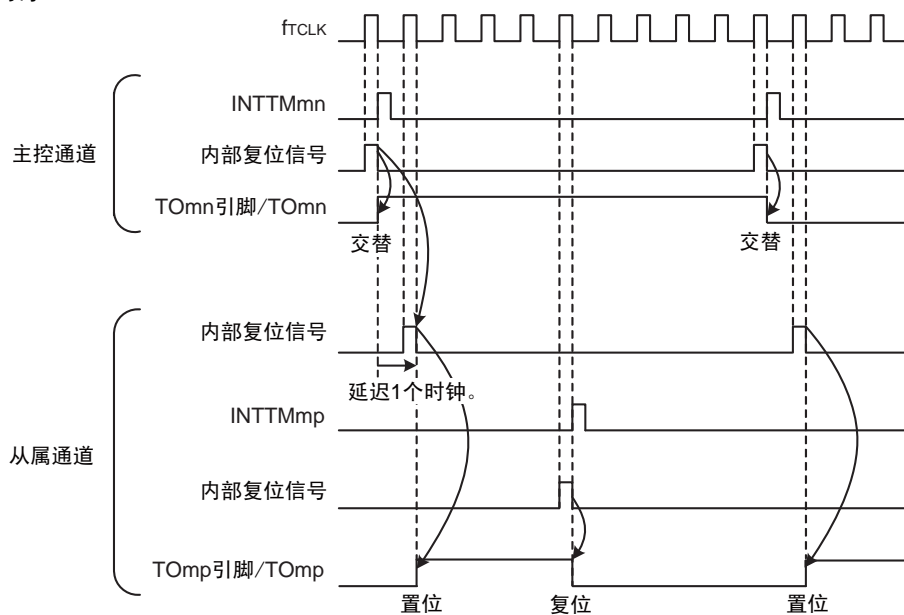 fTCLK
INTTMmn
主控通道
内部复位信号
TOmn引脚/TOmn
交替
交替
内部复位信号
延迟1个时钟。
INTTMmp
从属通道
内部复位信号
TOmp引脚/TOmp
置位
复位
置位